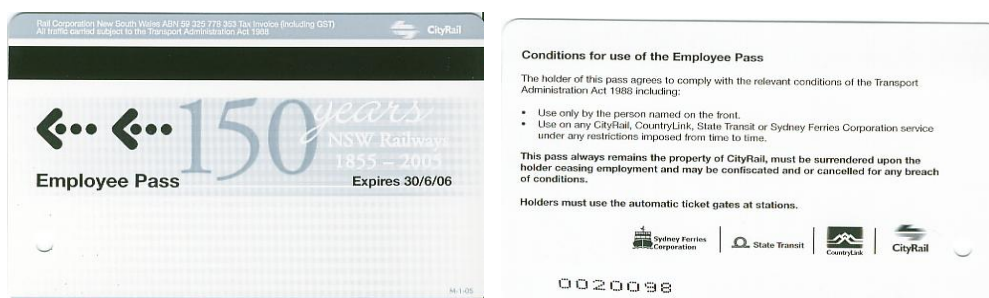 Rail Corporation New South Wales ABN 59 325 778 353 Tax Invoice (Including GST)
All traffic carried subject to the Transport Administration Act 1988
CityRail
150 years
NSW Railways
1855 – 2005
Employee Pass
Expires 30/6/06
M-1-05
Conditions for use of the Employee Pass
The holder of this pass agrees to comply with the relevant conditions of the Transport
Administration Act 1988 including:
• Use only by the person named on the front.
• Use on any CityRail, CountryLink, State Transit or Sydney Ferries Corporation service
under any restrictions imposed from time to time.
This pass always remains the property of CityRail, must be surrendered upon the
holder ceasing employment and may be confiscated and or cancelled for any breach
of conditions.
Holders must use the automatic ticket gates at stations.
Sydney Ferries
Corporation
State Transit
CountryLink
CityRail
0020098